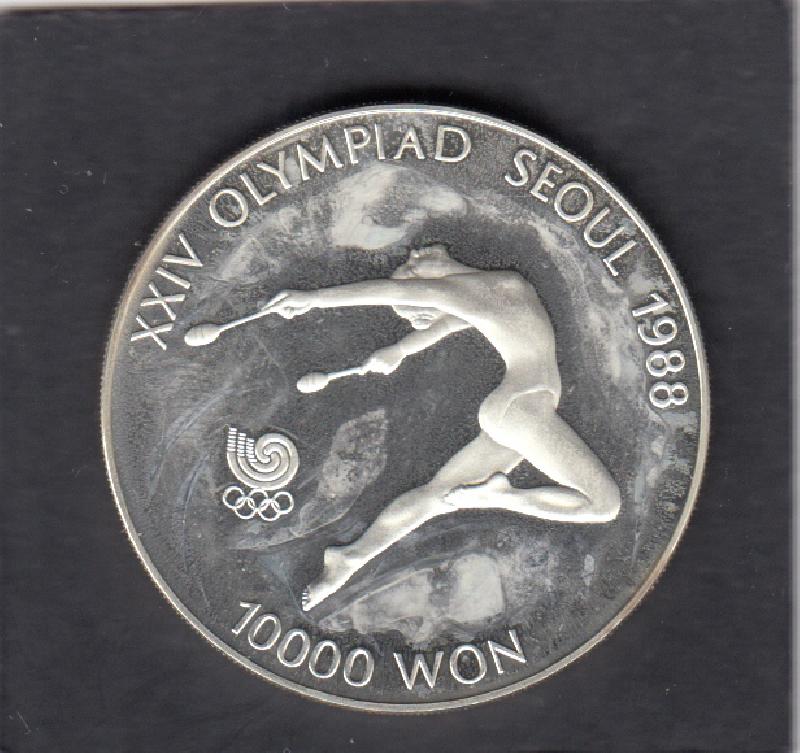 XXIV OLYMPIAD SEOUL 1988
10000 WON